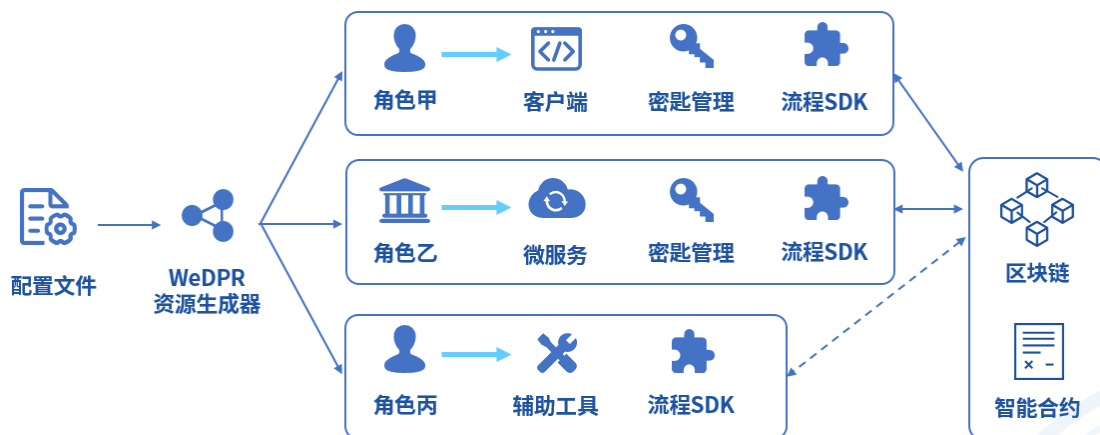 角色甲
客户端
密匙管理
流程SDK
配置文件
WeDPR
资源生成器
角色乙
微服务
密匙管理
流程SDK
角色丙
辅助工具
流程SDK
区块链
智能合约